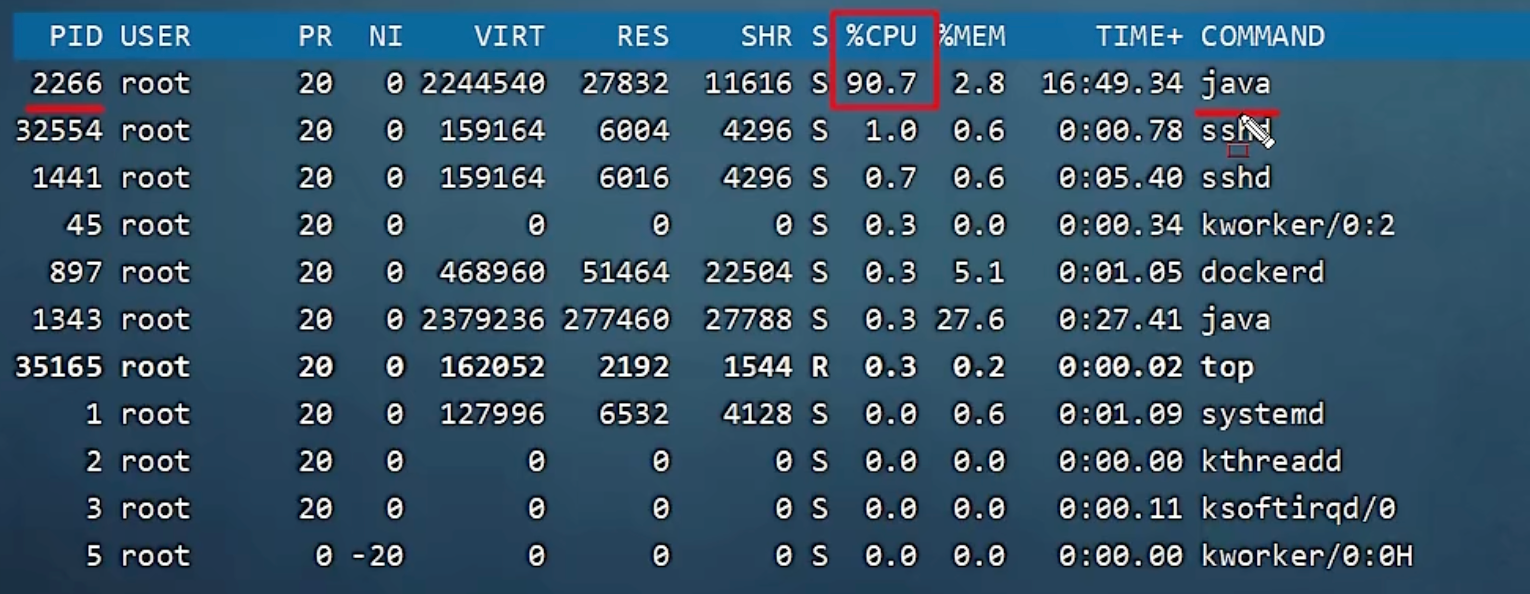 PID USER PR NI VIRT RES SHR S %CPU %MEM TIME+ COMMAND
2266 root 20 0 2244540 27832 11616 S 90.7 2.8 16:49.34 java
32554 root 20 0 159164 6004 4296 S 1.0 0.6 0:00.78 sshd
1441 root 20 0 159164 6016 4296 S 0.7 0.6 0:05.40 sshd
45 root 20 0 0 0 0 S 0.3 0.0 0:00.34 kworker/0:2
897 root 20 0 468960 51464 22504 S 0.3 5.1 0:01.05 dockerd
1343 root 20 0 2379236 277460 27788 S 0.3 27.6 0:27.41 java
35165 root 20 0 162052 2192 1544 R 0.3 0.2 0:00.02 top
1 root 20 0 127996 6532 4128 S 0.0 0.6 0:01.09 systemd
2 root 20 0 0 0 0 S 0.0 0.0 0:00.00 kthreadd
3 root 20 0 0 0 0 S 0.0 0.0 0:00.11 ksoftirqd/0
5 root 0 -20 0 0 0 S 0.0 0.0 0:00.00 kworker/0:0H